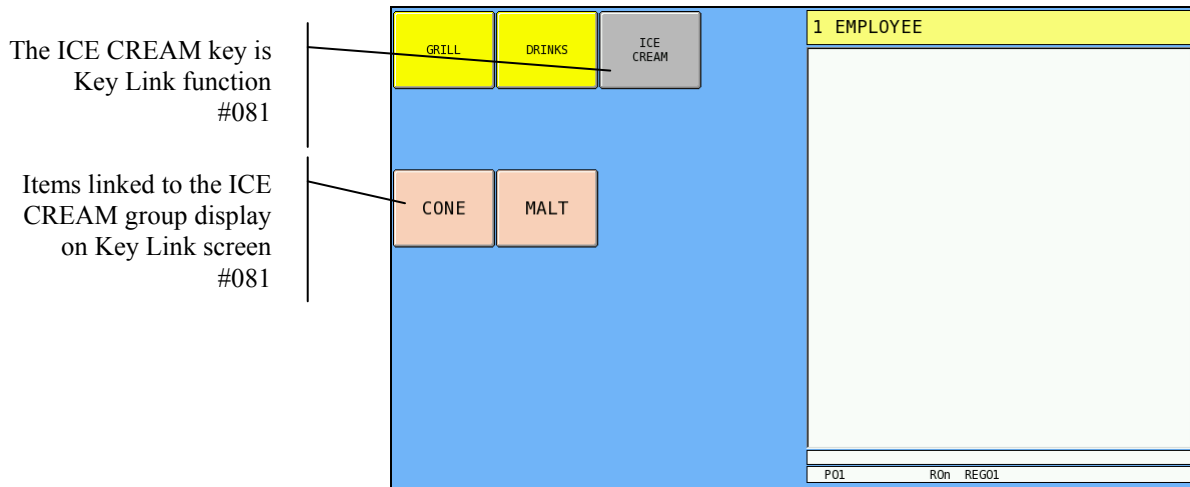 The ICE CREAM key is
Key Link function
#081
Items linked to the ICE
CREAM group display
on Key Link screen
#081
GRILL
DRINKS
ICE
CREAM
CONE
MALT
1 EMPLOYEE
P01 ROn REG01